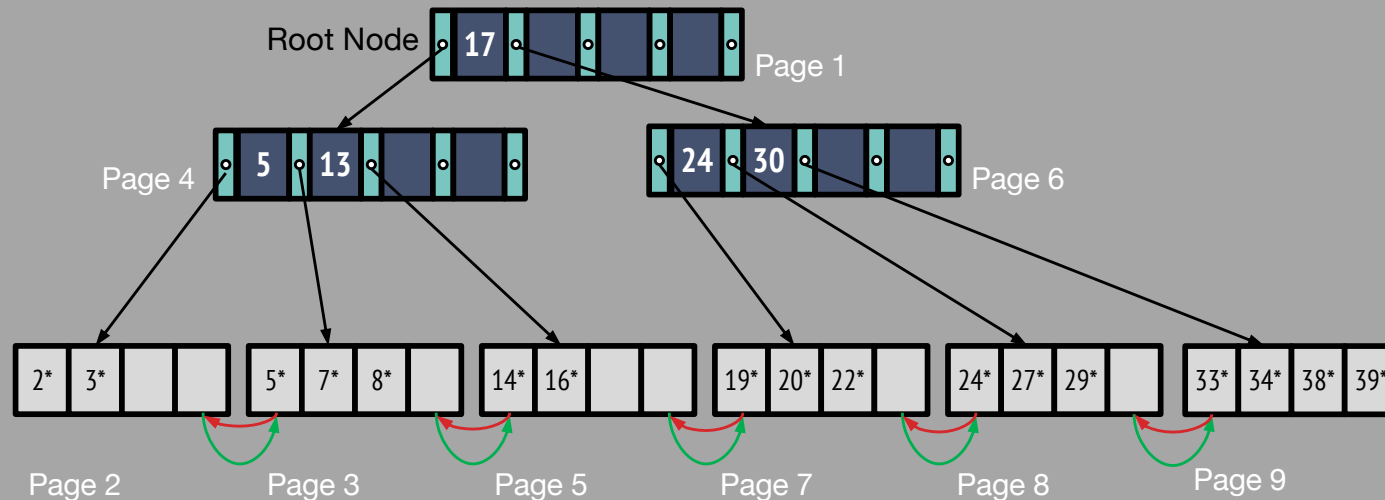 Root Node
17
Page 1
Page 4
5 13
24 30
Page 6
2* 3*
5* 7* 8*
14* 16*
19* 20* 22*
24* 27* 29*
33* 34* 38* 39*
Page 2
Page 3
Page 5
Page 7
Page 8
Page 9